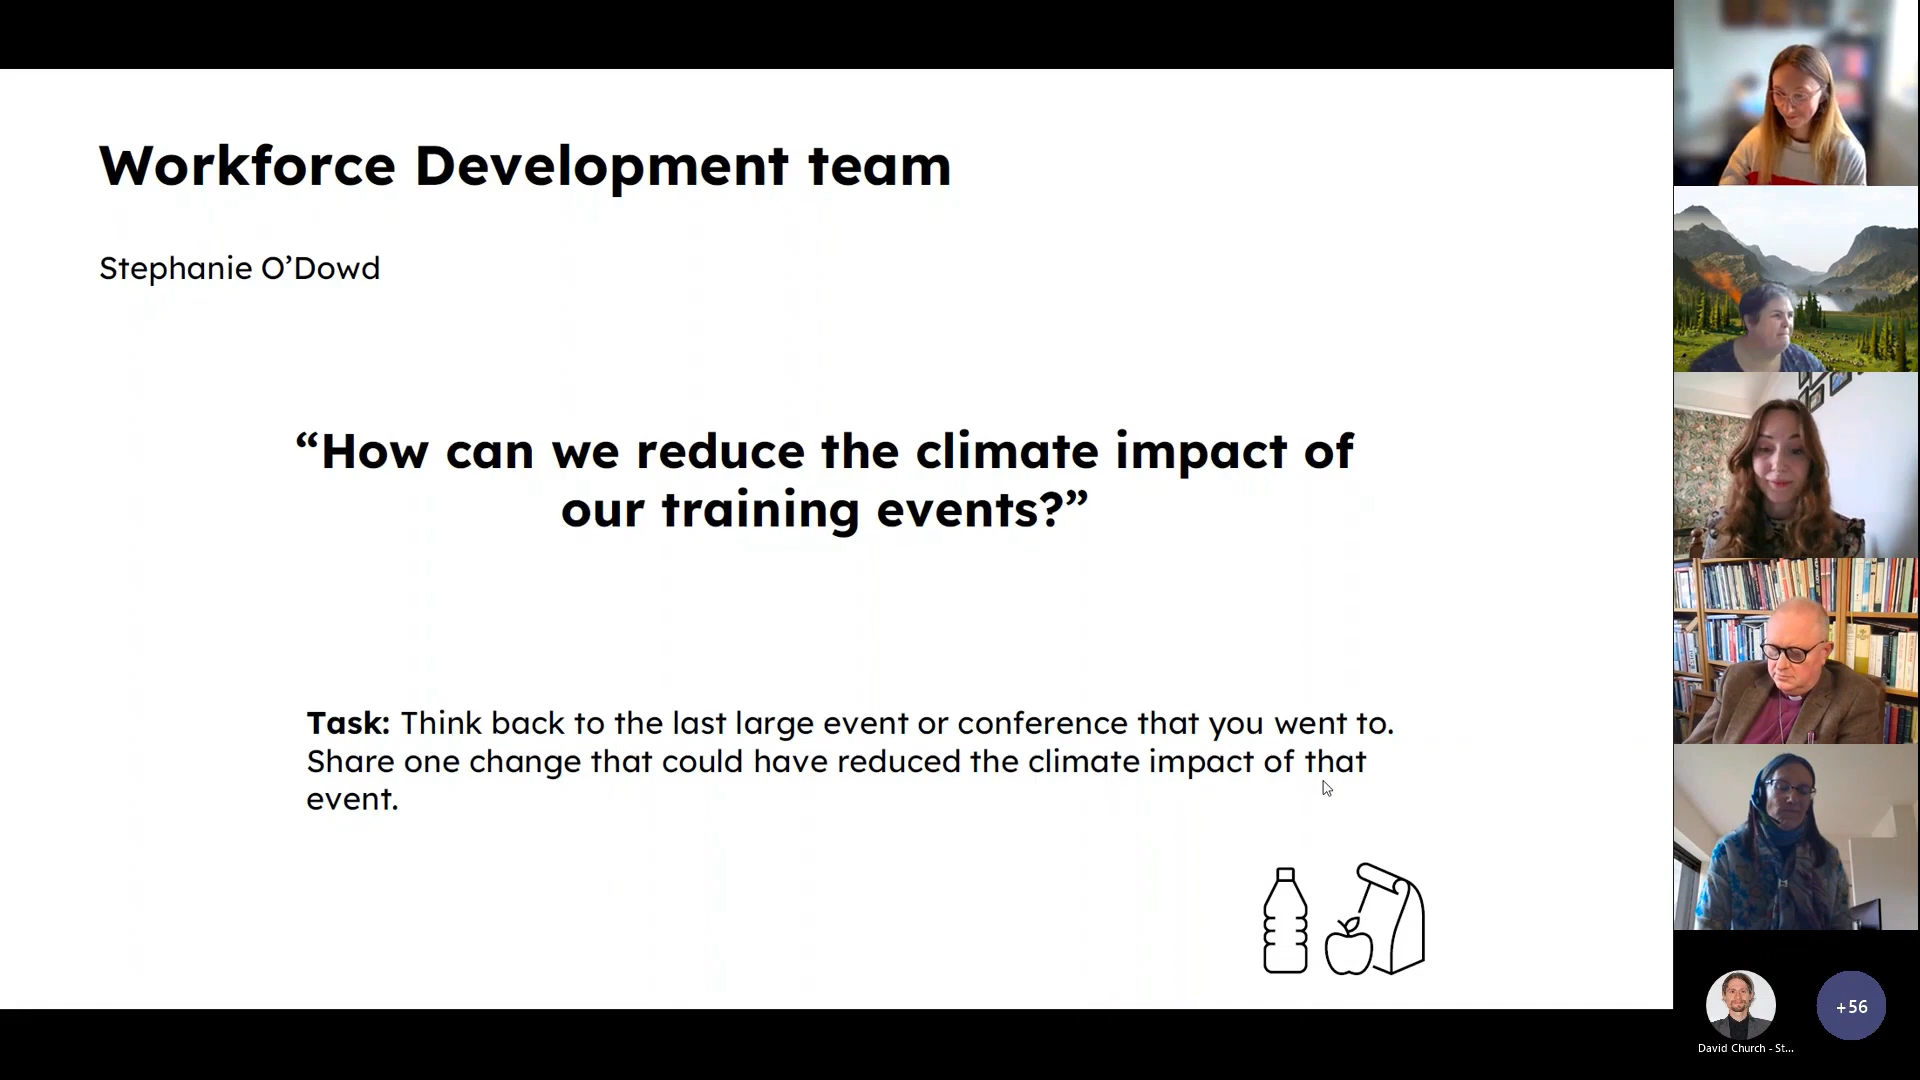 Workforce Development team
Stephanie O’Dowd
“How can we reduce the climate impact of
our training events?”
Task: Think back to the last large event or conference that you went to.
Share one change that could have reduced the climate impact of that
event.
+56
David Church - St...